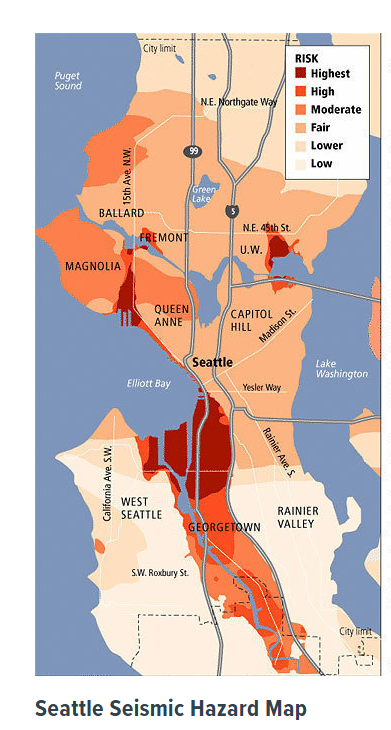 City limit
RISK
Highest
High
Moderate
Fair
Lower
Low
Puget
Sound
N.E. Northgate Way
99
15th Ave. N.W.
Green
Lake
5
BALLARD
N.E. 45th St.
FREMONT
U.W.
MAGNOLIA
QUEEN
ANNE
CAPITOL
HILL
Madison St.
Seattle
Lake
Washington
Elliott Bay
Yesler Way
California Ave. S.W.
Rainier Ave. S.
WEST
SEATTLE
GEORGETOWN
RAINIER
VALLEY
S.W. Roxbury St.
City limit
Seattle Seismic Hazard Map